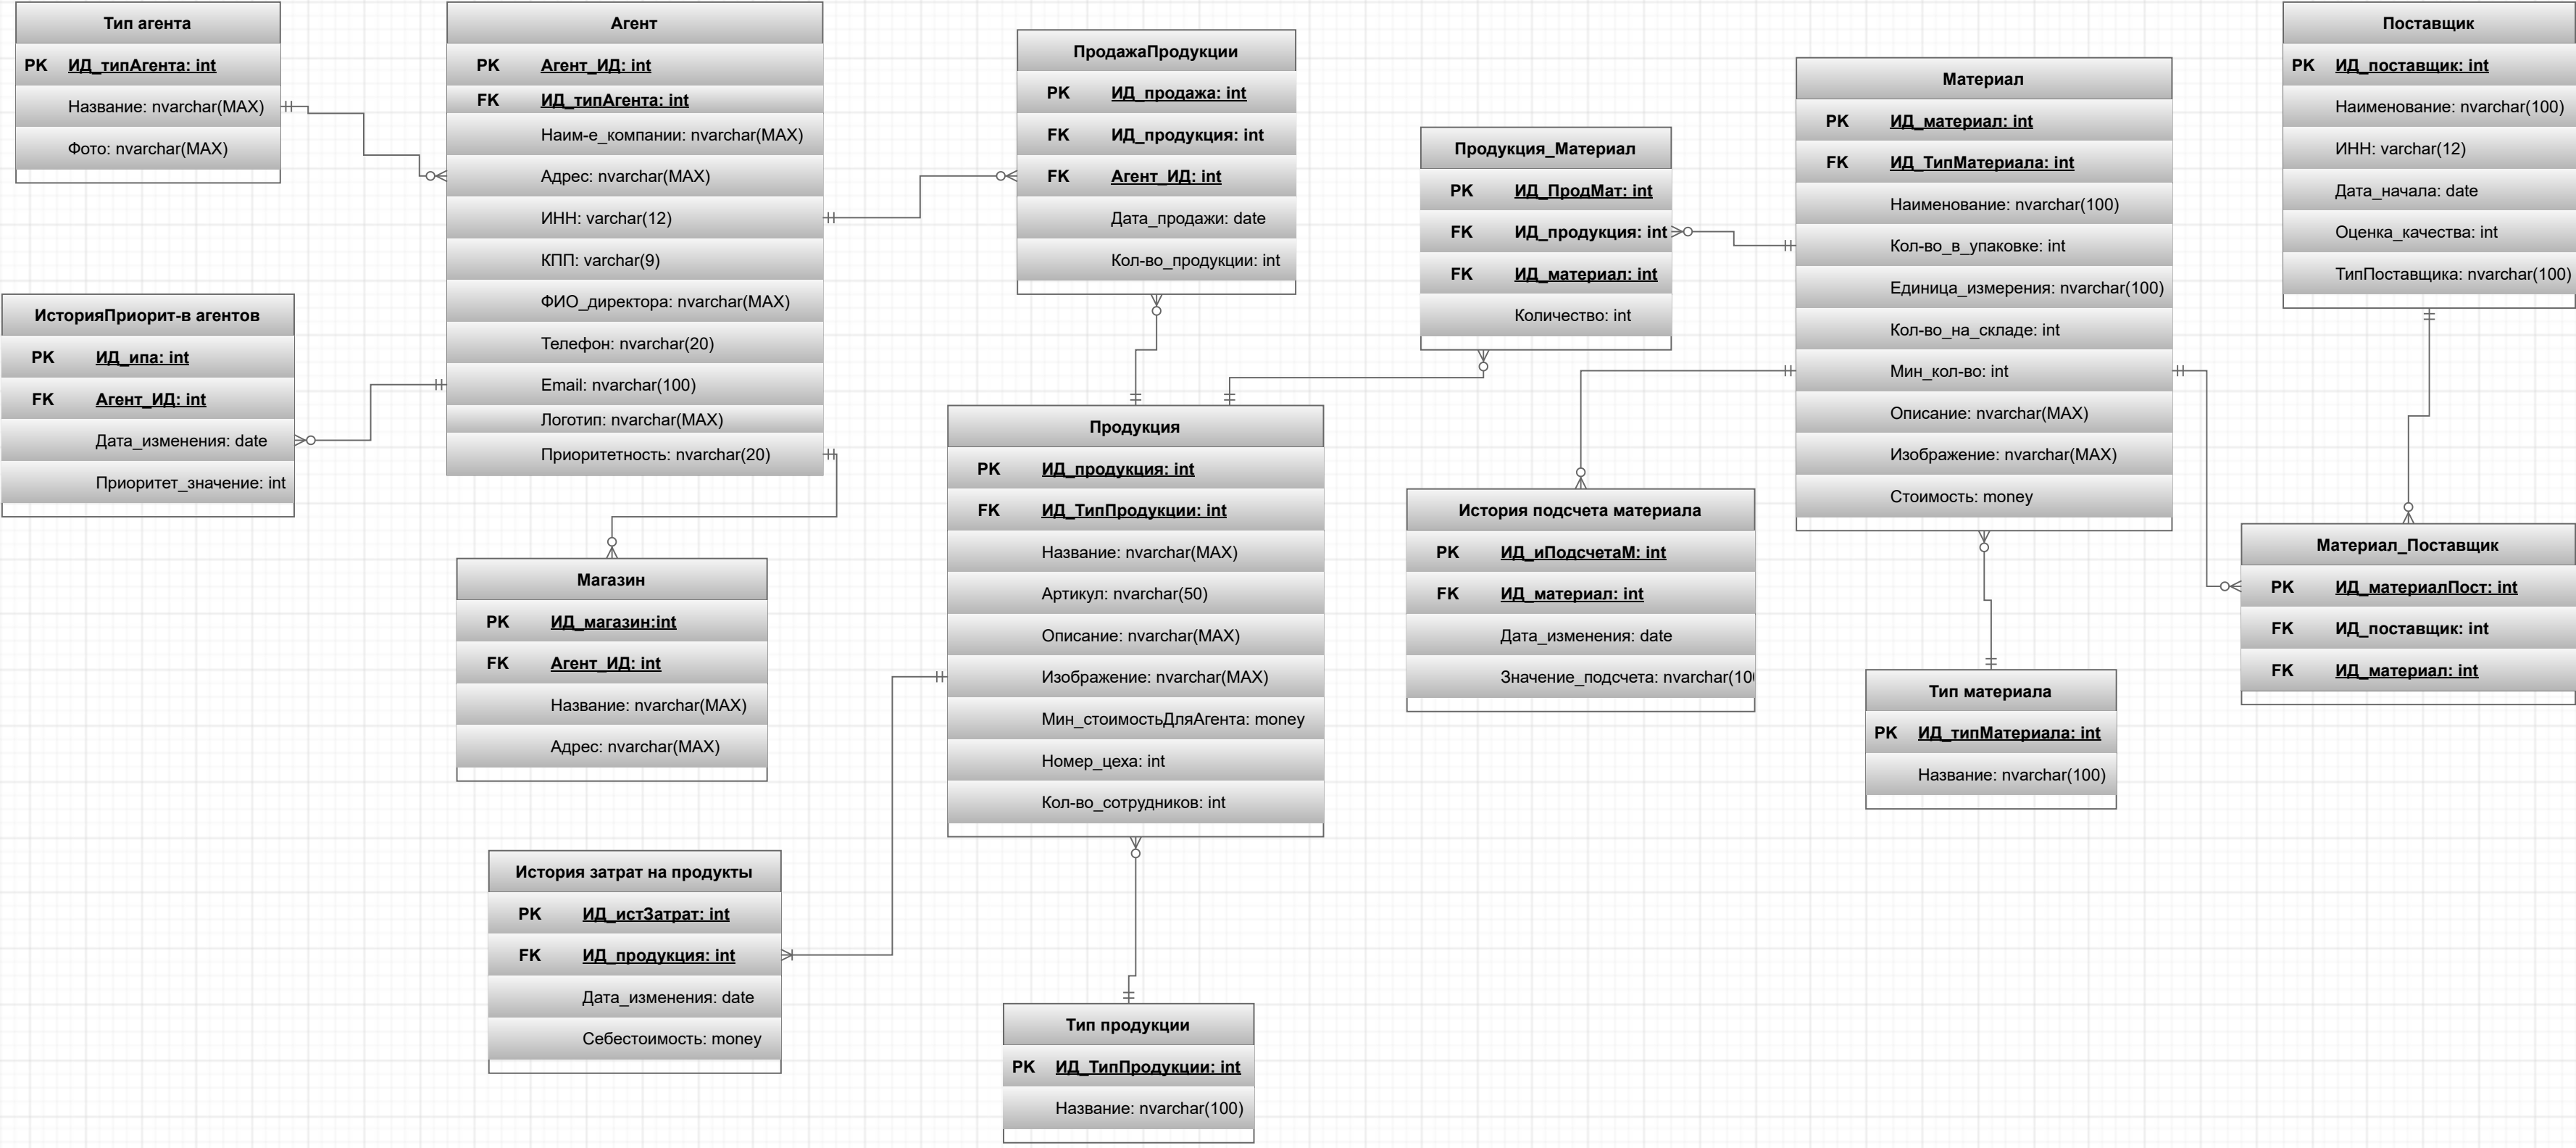 Тип агента
PK ИД_типАгента: int
Название: nvarchar(MAX)
Фото: nvarchar(MAX)
Агент
PK Агент_ИД: int
FK ИД_типАгента: int
Наим-е_компании: nvarchar(MAX)
Адрес: nvarchar(MAX)
ИНН: varchar(12)
КПП: varchar(9)
ФИО_директора: nvarchar(MAX)
Телефон: nvarchar(20)
Email: nvarchar(100)
Логотип: nvarchar(MAX)
Приоритетность: nvarchar(20)
ИсторияПриорит-в агентов
PK ИД_ипа: int
FK Агент_ИД: int
Дата_изменения: date
Приоритет_значение: int
Магазин
PK ИД_магазин:int
FK Агент_ИД: int
Название: nvarchar(MAX)
Адрес: nvarchar(MAX)
История затрат на продукты
PK ИД_истЗатрат: int
FK ИД_продукция: int
Дата_изменения: date
Себестоимость: money
ПродажаПродукции
PK ИД_продажа: int
FK ИД_продукция: int
FK Агент_ИД: int
Дата_продажи: date
Кол-во_продукции: int
Продукция
PK ИД_продукция: int
FK ИД_ТипПродукции: int
Название: nvarchar(MAX)
Артикул: nvarchar(50)
Описание: nvarchar(MAX)
Изображение: nvarchar(MAX)
Мин_стоимостьДляАгента: money
Номер_цеха: int
Кол-во_сотрудников: int
Тип продукции
PK ИД_ТипПродукции: int
Название: nvarchar(100)
Продукция_Материал
PK ИД_ПродМат: int
FK ИД_продукция: int
FK ИД_материал: int
Количество: int
История подсчета материала
PK ИД_иПодсчетаМ: int
FK ИД_материал: int
Дата_изменения: date
Значение_подсчета: nvarchar(10
Материал
PK ИД_материал: int
FK ИД_ТипМатериала: int
Наименование: nvarchar(100)
Кол-во_в_упаковке: int
Единица_измерения: nvarchar(100)
Кол-во_на_складе: int
Мин_кол-во: int
Описание: nvarchar(MAX)
Изображение: nvarchar(MAX)
Стоимость: money
Тип материала
PK ИД_типМатериала: int
Название: nvarchar(100)
Поставщик
PK ИД_поставщик: int
Наименование: nvarchar(100)
ИНН: varchar(12)
Дата_начала: date
Оценка_качества: int
ТипПоставщика: nvarchar(100)
Материал_Поставщик
PK ИД_материалПост: int
FK ИД_поставщик: int
FK ИД_материал: int